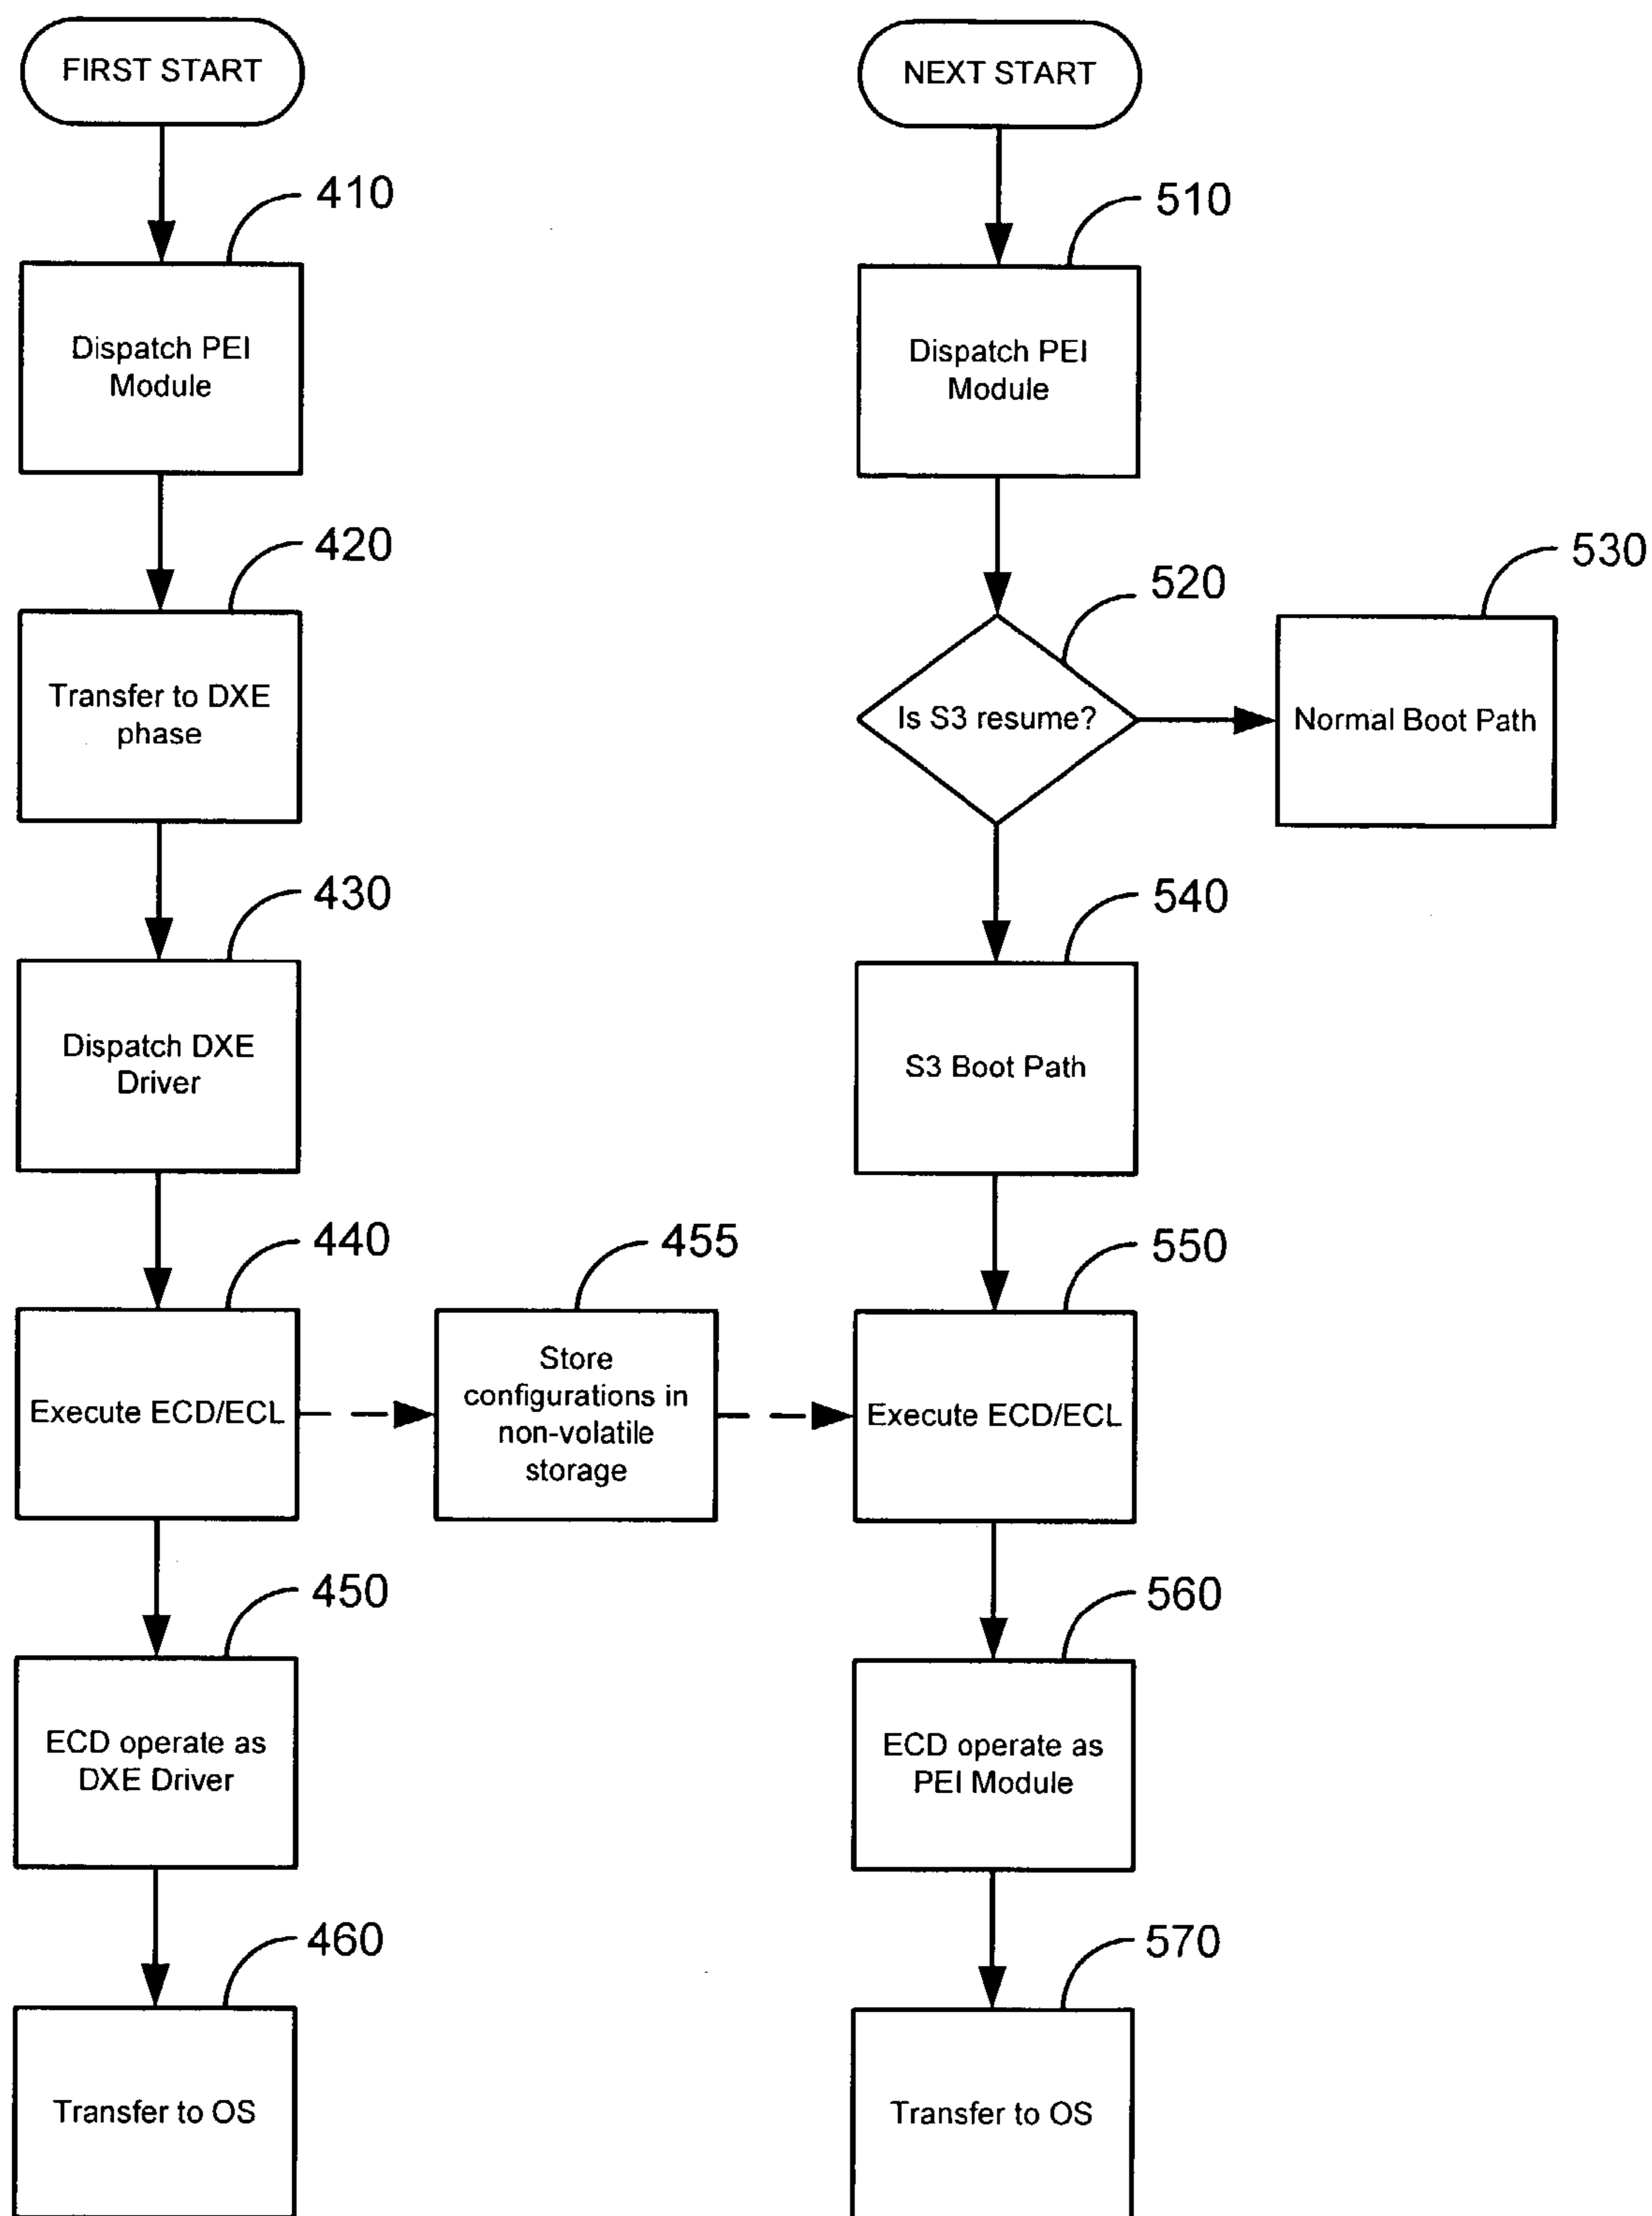 FIRST START
410
Dispatch PEI
Module
420
Transfer to DXE
phase
430
Dispatch DXE
Driver
440
Execute ECD/ECL
455
Store
configurations in
non-volatile
storage
450
ECD operate as
DXE Driver
460
Transfer to OS
NEXT START
510
Dispatch PEI
Module
520
Is S3 resume?
530
Normal Boot Path
540
S3 Boot Path
550
Execute ECD/ECL
560
ECD operate as
PEI Module
570
Transfer to OS